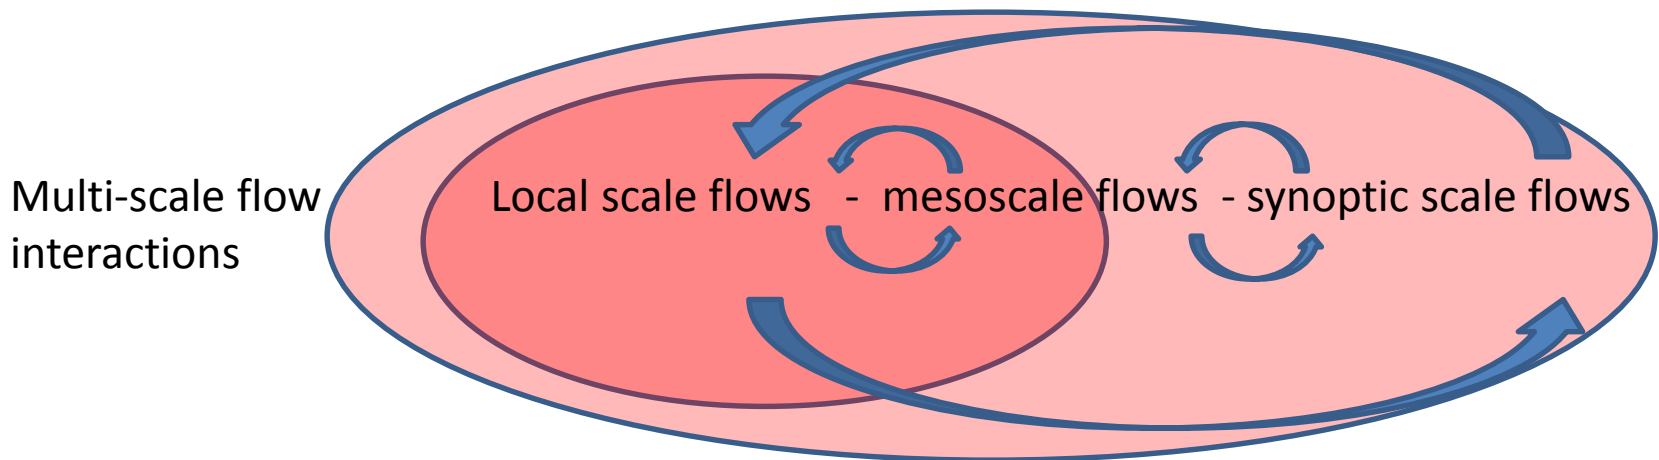 Multi-scale flow
interactions
Local scale flows - mesoscale flows - synoptic scale flows